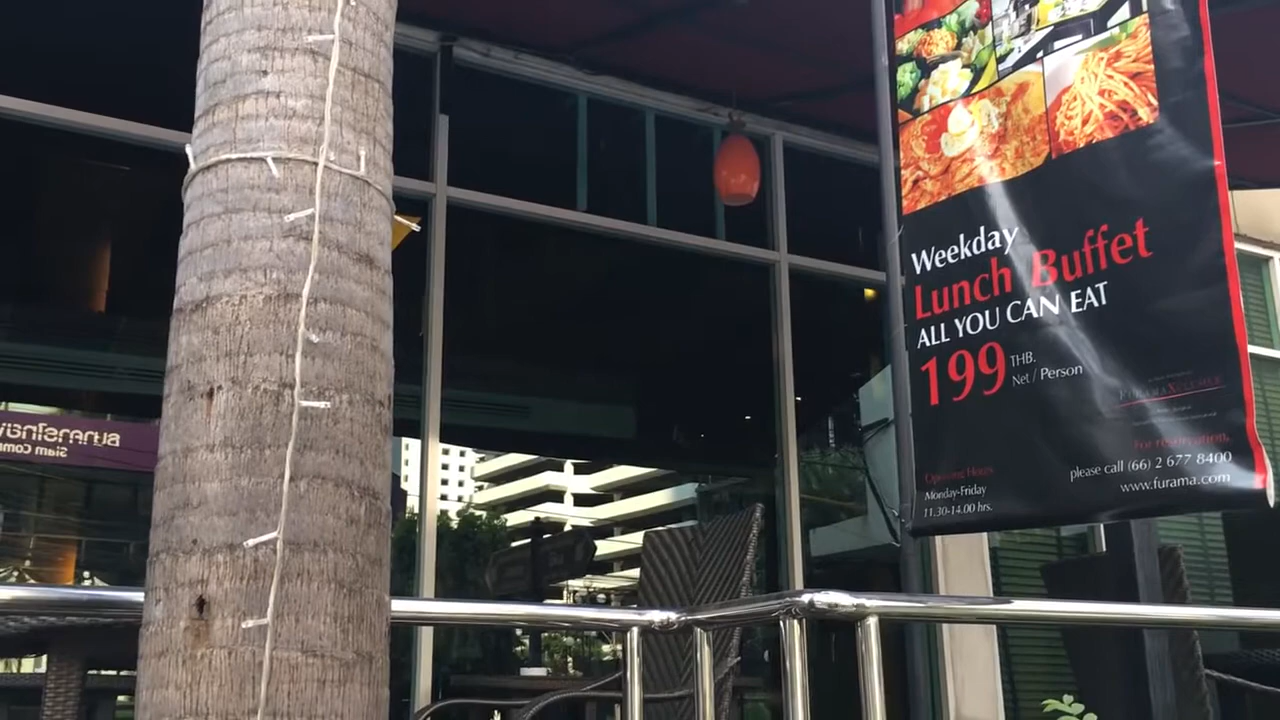 Weekday
Lunch Buffet
ALL YOU CAN EAT
199 THB.
Net / Person
FURAMAXCLUSIVE
For reservation,
please call (66) 2 677 8400
www.furama.com
Opening Hours
Monday-Friday
11.30-14.00 hrs.
Siam Com